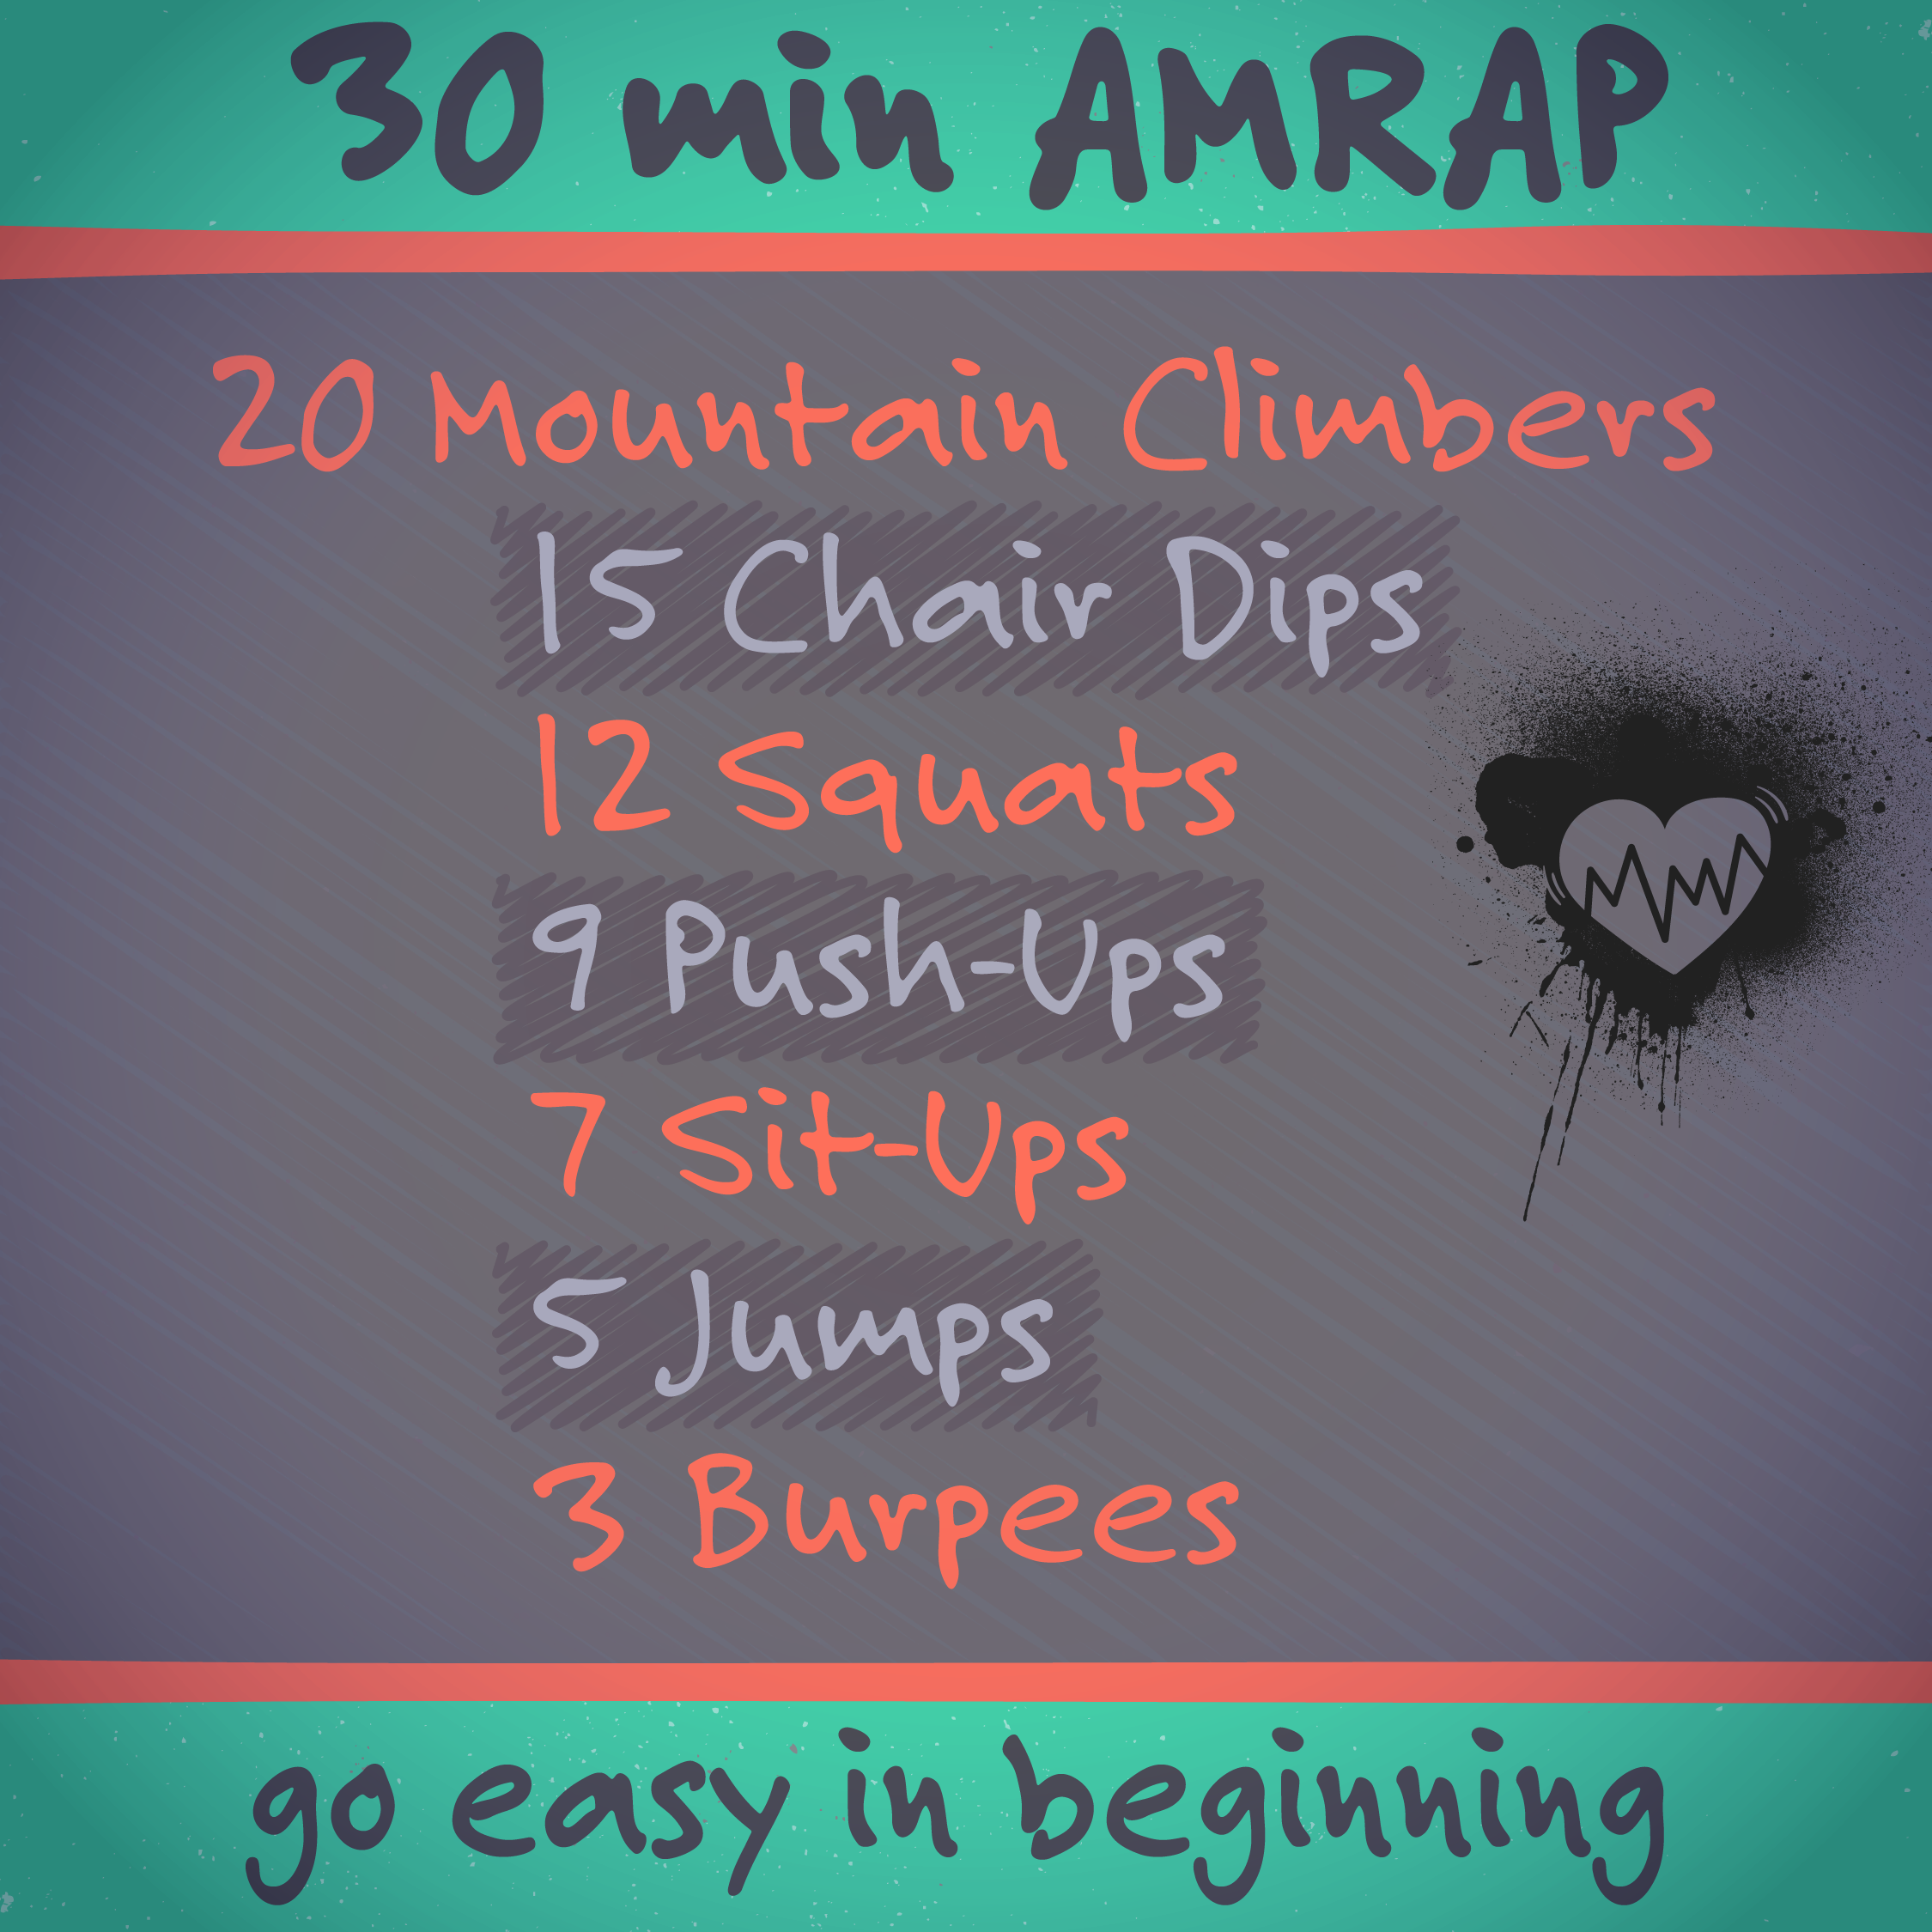 30 min AMRAP
20 Mountain Climbers
15 Chair Dips
12 Squats
9 Push-Ups
7 Sit-Ups
5 Jumps
3 Burpees
go easy in beginning